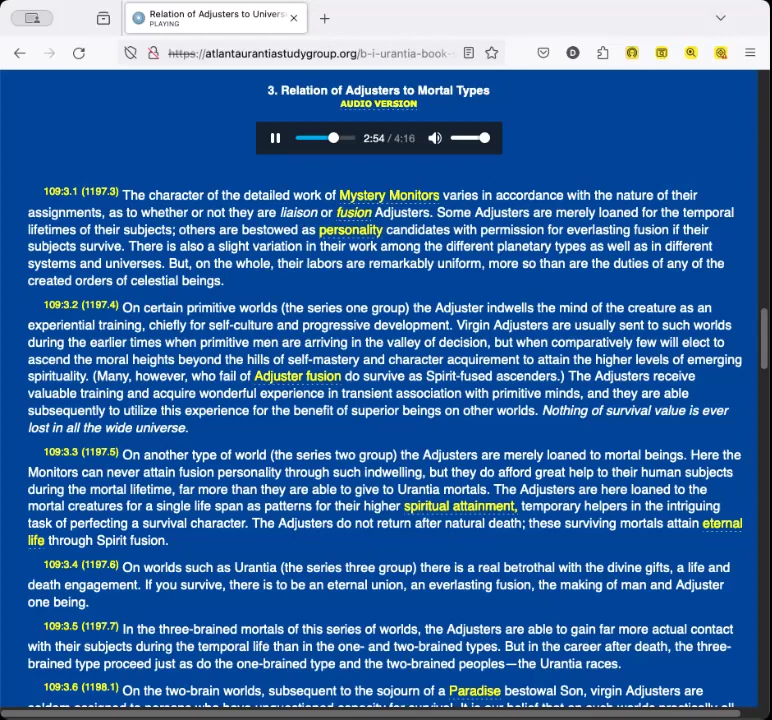 Relation of Adjusters to Univers
PLAYING
https://atlantaurantiastudygroup.org/b-i-urantia-book-
3. Relation of Adjusters to Mortal Types
AUDIO VERSION
2:54 / 4:16
109:3.1 (1197.3) The character of the detailed work of Mystery Monitors varies in accordance with the nature of their
assignments, as to whether or not they are liaison or fusion Adjusters. Some Adjusters are merely loaned for the temporal
lifetimes of their subjects; others are bestowed as personality candidates with permission for everlasting fusion if their
subjects survive. There is also a slight variation in their work among the different planetary types as well as in different
systems and universes. But, on the whole, their labors are remarkably uniform, more so than are the duties of any of the
created orders of celestial beings.
109:3.2 (1197.4) On certain primitive worlds (the series one group) the Adjuster indwells the mind of the creature as an
experiential training, chiefly for self-culture and progressive development. Virgin Adjusters are usually sent to such worlds
during the earlier times when primitive men are arriving in the valley of decision, but when comparatively few will elect to
ascend the moral heights beyond the hills of self-mastery and character acquirement to attain the higher levels of emerging
spirituality. (Many, however, who fail of Adjuster fusion do survive as Spirit-fused ascenders.) The Adjusters receive
valuable training and acquire wonderful experience in transient association with primitive minds, and they are able
subsequently to utilize this experience for the benefit of superior beings on other worlds. Nothing of survival value is ever
lost in all the wide universe.
109:3.3 (1197.5) On another type of world (the series two group) the Adjusters are merely loaned to mortal beings. Here the
Monitors can never attain fusion personality through such indwelling, but they do afford great help to their human subjects
during the mortal lifetime, far more than they are able to give to Urantia mortals. The Adjusters are here loaned to the
mortal creatures for a single life span as patterns for their higher spiritual attainment, temporary helpers in the intriguing
task of perfecting a survival character. The Adjusters do not return after natural death; these surviving mortals attain eternal
life through Spirit fusion.
109:3.4 (1197.6) On worlds such as Urantia (the series three group) there is a real betrothal with the divine gifts, a life and
death engagement. If you survive, there is to be an eternal union, an everlasting fusion, the making of man and Adjuster
one being.
109:3.5 (1197.7) In the three-brained mortals of this series of worlds, the Adjusters are able to gain far more actual contact
with their subjects during the temporal life than in the one- and two-brained types. But in the career after death, the three-
brained type proceed just as do the one-brained type and the two-brained peoples—the Urantia races.
109:3.6 (1198.1) On the two-brain worlds, subsequent to the sojourn of a Paradise bestowal Son, virgin Adjusters are
seldom assigned to persons who have unquestioned capacity for survival. It is our belief that on such worlds practically all